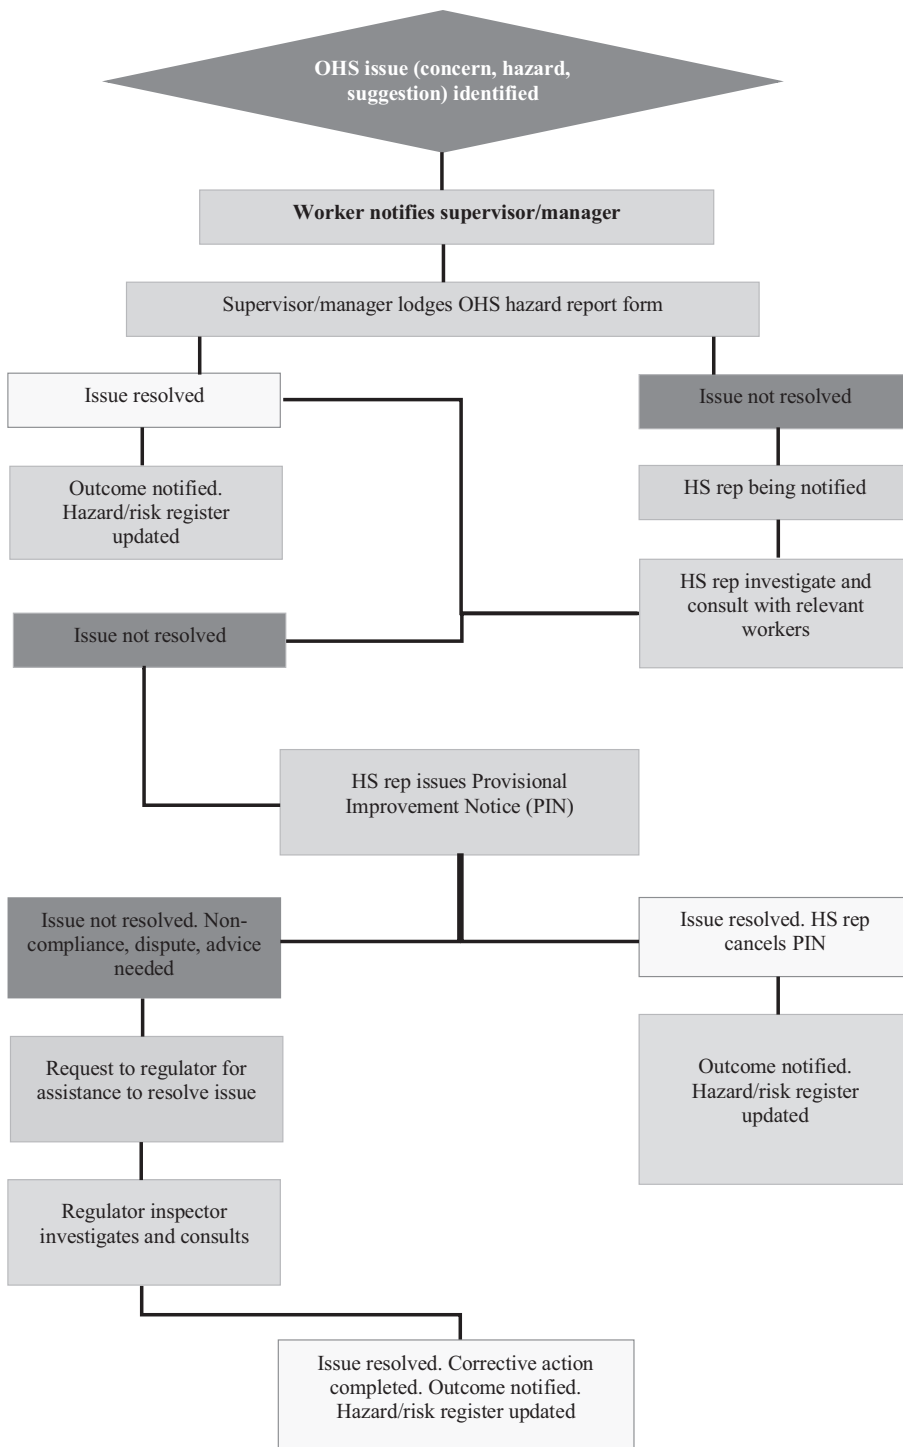 OHS issue (concern, hazard,
suggestion) identified
Worker notifies supervisor/manager
Supervisor/manager lodges OHS hazard report form
Issue resolved
Issue not resolved
Outcome notified.
Hazard/risk register
updated
HS rep being notified
HS rep investigate and
consult with relevant
workers
Issue not resolved
HS rep issues Provisional
Improvement Notice (PIN)
Issue not resolved. Non-
compliance, dispute, advice
needed
Issue resolved. HS rep
cancels PIN
Request to regulator for
assistance to resolve issue
Outcome notified.
Hazard/risk register
updated
Regulator inspector
investigates and consults
Issue resolved. Corrective action
completed. Outcome notified.
Hazard/risk register updated